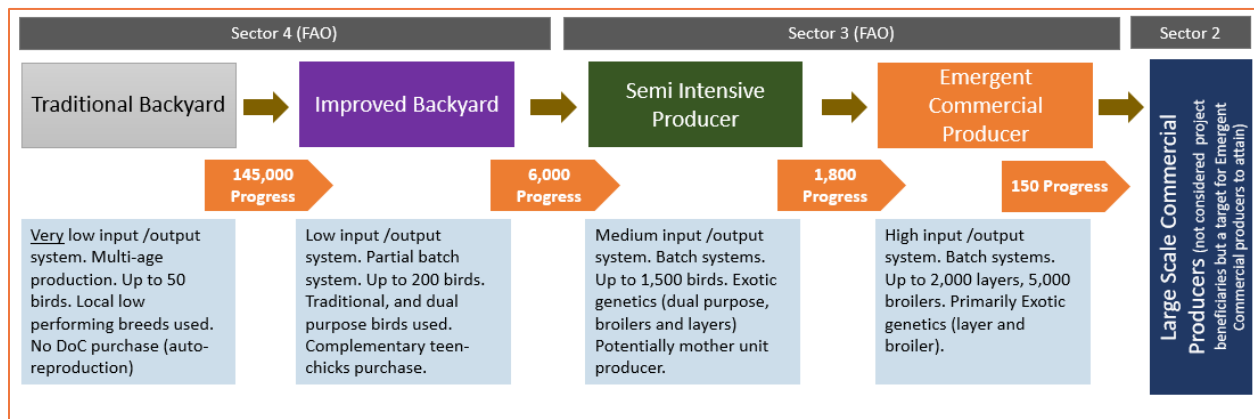 Sector 4 (FAO)
Sector 3 (FAO)
Sector 2
Traditional Backyard
Improved Backyard
Semi Intensive
Producer
Emergent
Commercial
Producer
145,000
Progress
6,000
Progress
1,800
Progress
150 Progress
Very low input /output
system. Multi-age
production. Up to 50
birds. Local low
performing breeds used.
No DoC purchase (auto-
reproduction)
Low input /output
system. Partial batch
system. Up to 200 birds.
Traditional, and dual
purpose birds used.
Complementary teen-
chicks purchase.
Medium input /output
system. Batch systems.
Up to 1,500 birds. Exotic
genetics (dual purpose,
broilers and layers)
Potentially mother unit
producer.
High input /output
system. Batch systems.
Up to 2,000 layers, 5,000
broilers. Primarily Exotic
genetics (layer and
broiler).
Large Scale Commercial
Producers (not considered project
beneficiaries but a target for Emergent
Commercial producers to attain)